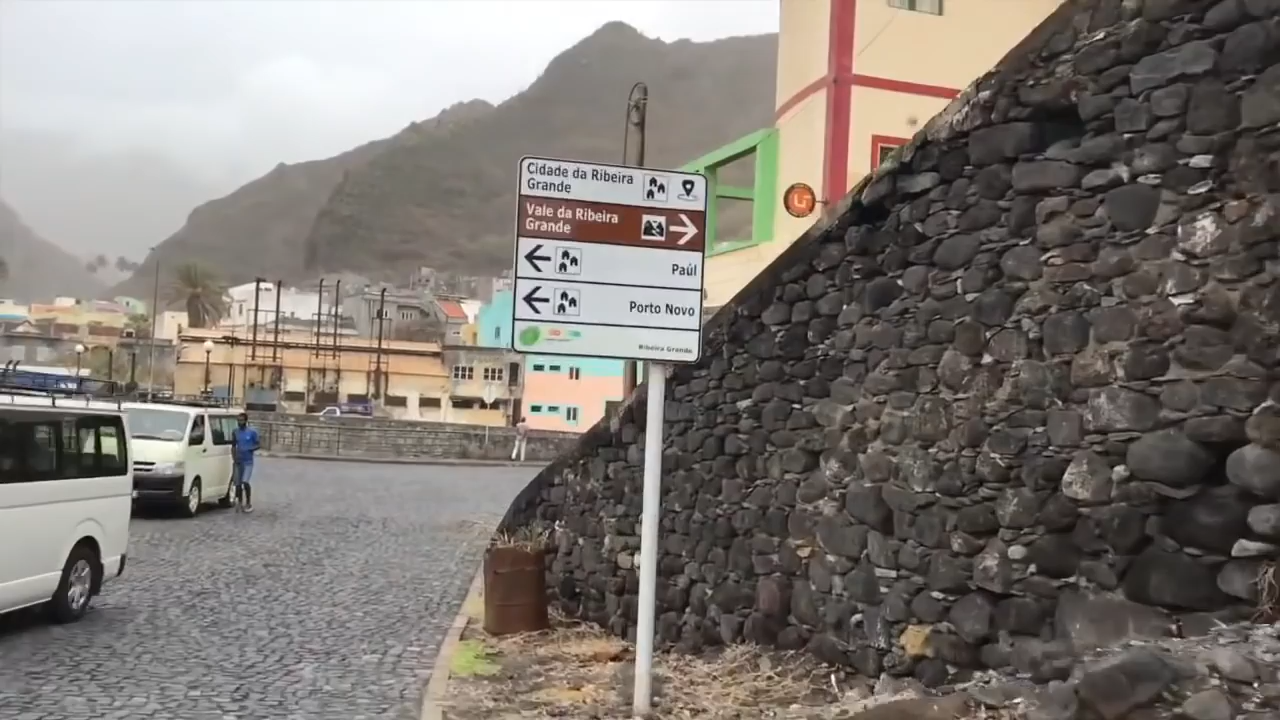 Cidade da Ribeira
Grande
Vale da Ribeira
Grande
Paúl
Porto Novo
Ribeira Grande